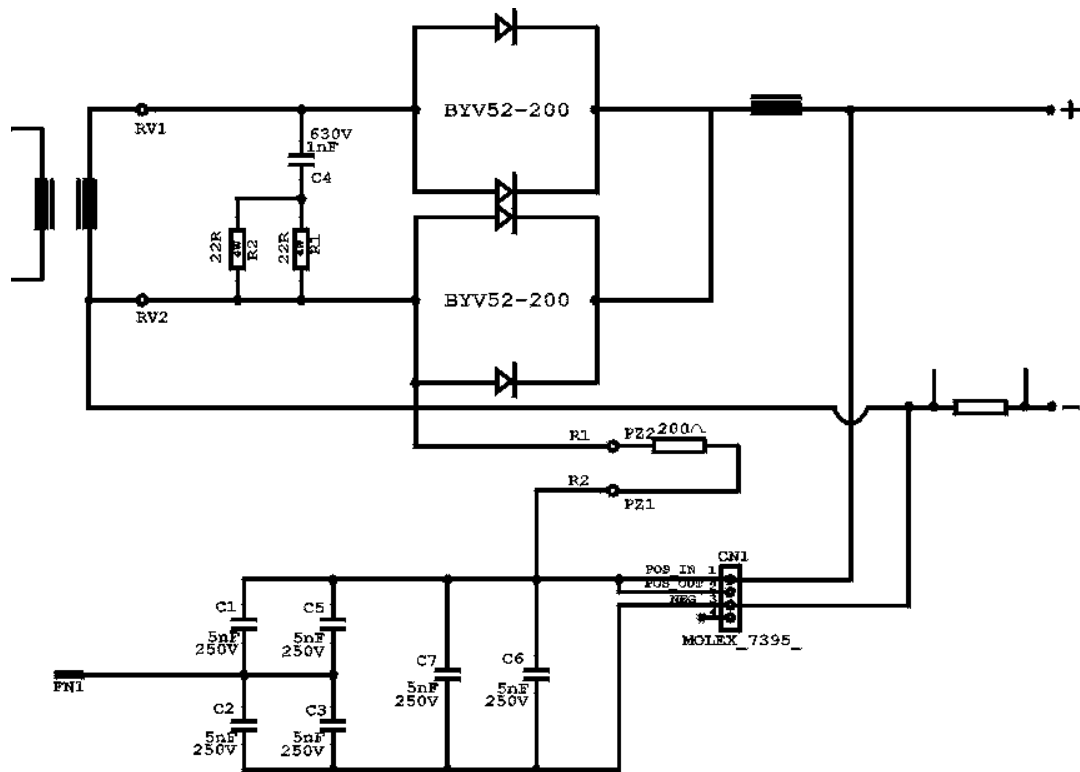 BYV52-200
+
RV1
630V
1nF
C4
22R
4W
R2
22R
4W
R1
BYV52-200
RV2
-
R1
PZ2
200
R2
PZ1
CN1
POS_IN 1
POS_OUT 2
NEG 3
4
MOLEX_7395_
C1
5nF
250V
C5
5nF
250V
C7
5nF
250V
C6
5nF
250V
FN1
C2
5nF
250V
C3
5nF
250V